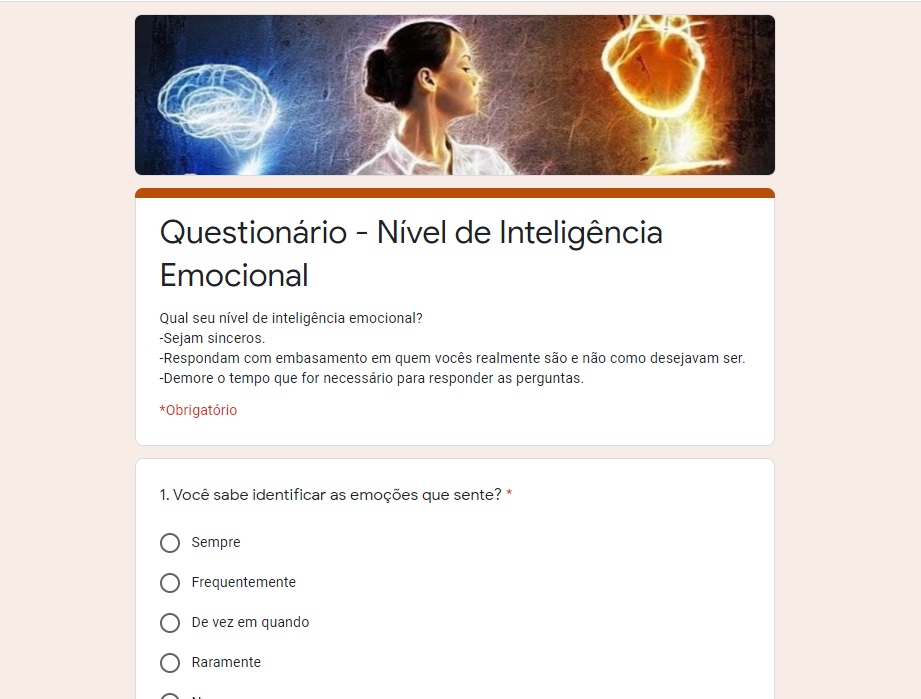 Questionário - Nível de Inteligência
Emocional
Qual seu nível de inteligência emocional?
-Sejam sinceros.
-Respondam com embasamento em quem vocês realmente são e não como desejavam ser.
-Demore o tempo que for necessário para responder as perguntas.
*Obrigatório
1. Você sabe identificar as emoções que sente? *
Sempre
Frequentemente
De vez em quando
Raramente